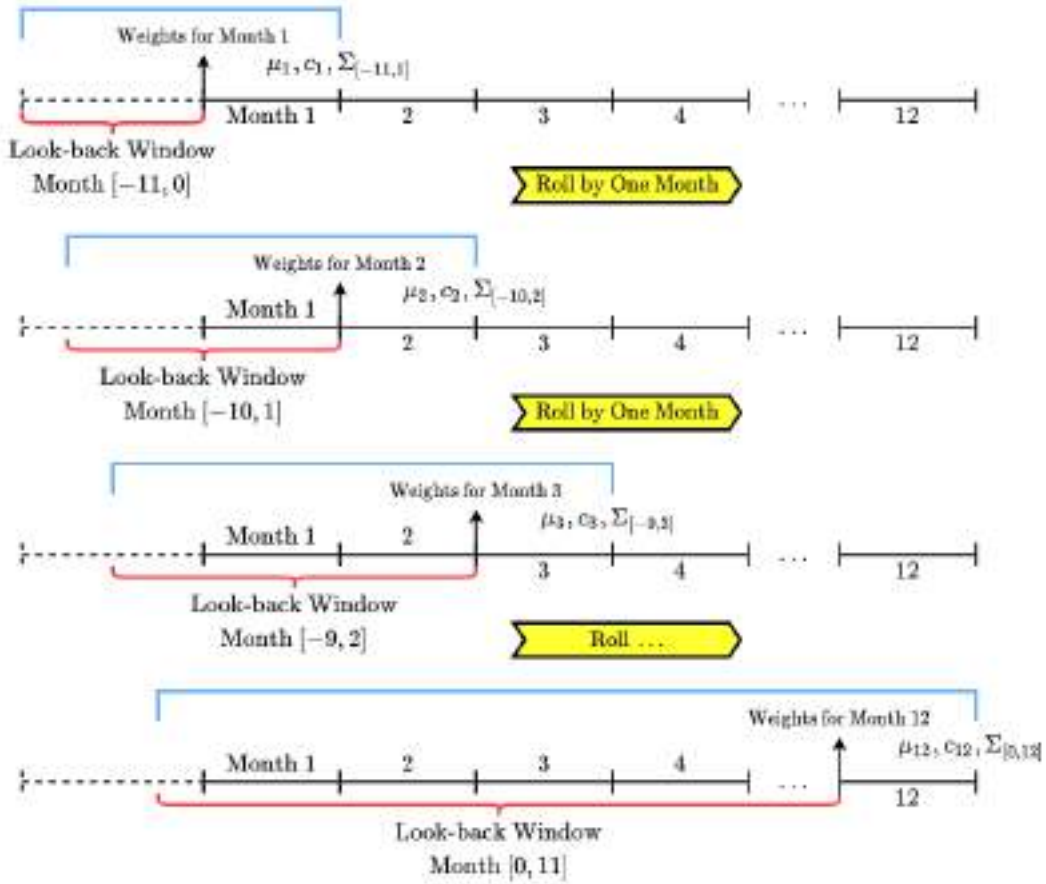 Weights for Month 1
μ₁, c₁, Σ[−11,1]
Month 1 2 3 4 ... 12
Look-back Window
Month [−11, 0]
Roll by One Month
Weights for Month 2
μ₂, c₂, Σ[−10,2]
Month 1
2 3 4 ... 12
Look-back Window
Month [−10, 1]
Roll by One Month
Weights for Month 3
μ₃, c₃, Σ[−9,3]
Month 1 2
3 4 ... 12
Look-back Window
Month [−9, 2]
Roll ...
Weights for Month 12
μ₁₂, c₁₂, Σ[0,12]
Month 1 2 3 4
... 12
Look-back Window
Month [0, 11]